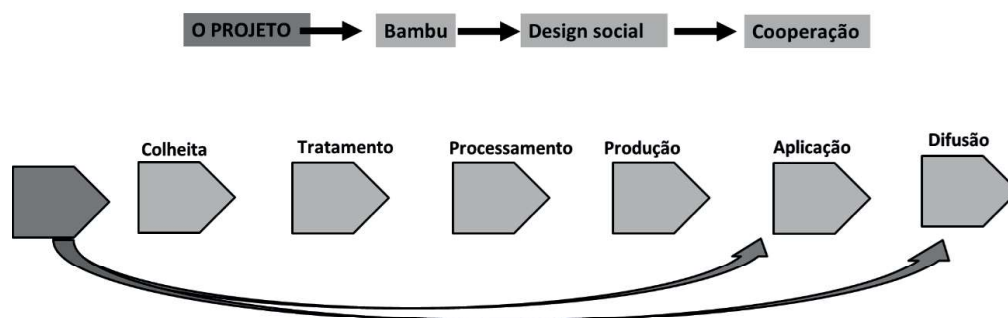 O PROJETO Bambu Design social Cooperação
Colheita Tratamento Processamento Produção Aplicação Difusão